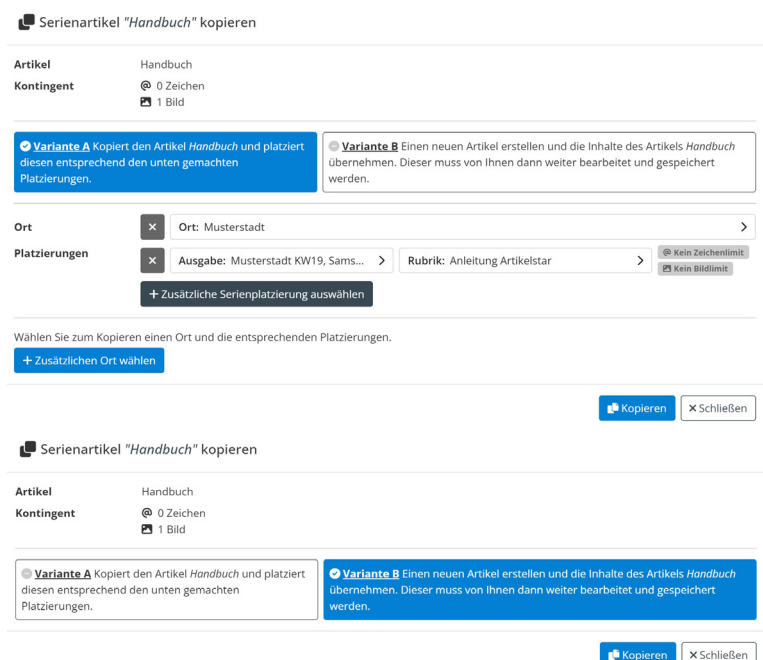 Serienartikel "Handbuch" kopieren
Artikel Handbuch
Kontingent @ 0 Zeichen
1 Bild
Variante A Kopiert den Artikel Handbuch und platziert
diesen entsprechend den unten gemachten
Platzierungen.
Variante B Einen neuen Artikel erstellen und die Inhalte des Artikels Handbuch
übernehmen. Dieser muss von Ihnen dann weiter bearbeitet und gespeichert
werden.
Ort × Ort: Musterstadt
Platzierungen × Ausgabe: Musterstadt KW19, Sams... Rubrik: Anleitung Artikelstar
@ Kein Zeichenlimit
Kein Bildlimit
+ Zusätzliche Serienplatzierung auswählen
Wählen Sie zum Kopieren einen Ort und die entsprechenden Platzierungen.
+ Zusätzlichen Ort wählen
Kopieren × Schließen
Serienartikel "Handbuch" kopieren
Artikel Handbuch
Kontingent @ 0 Zeichen
1 Bild
Variante A Kopiert den Artikel Handbuch und platziert
diesen entsprechend den unten gemachten
Platzierungen.
Variante B Einen neuen Artikel erstellen und die Inhalte des Artikels Handbuch
übernehmen. Dieser muss von Ihnen dann weiter bearbeitet und gespeichert
werden.
Kopieren × Schließen